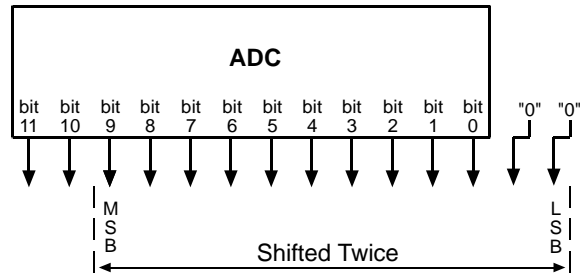 ADC
bit bit bit bit bit bit bit bit bit bit bit bit "0" "0"
11 10 9 8 7 6 5 4 3 2 1 0
MSB
LSB
Shifted Twice